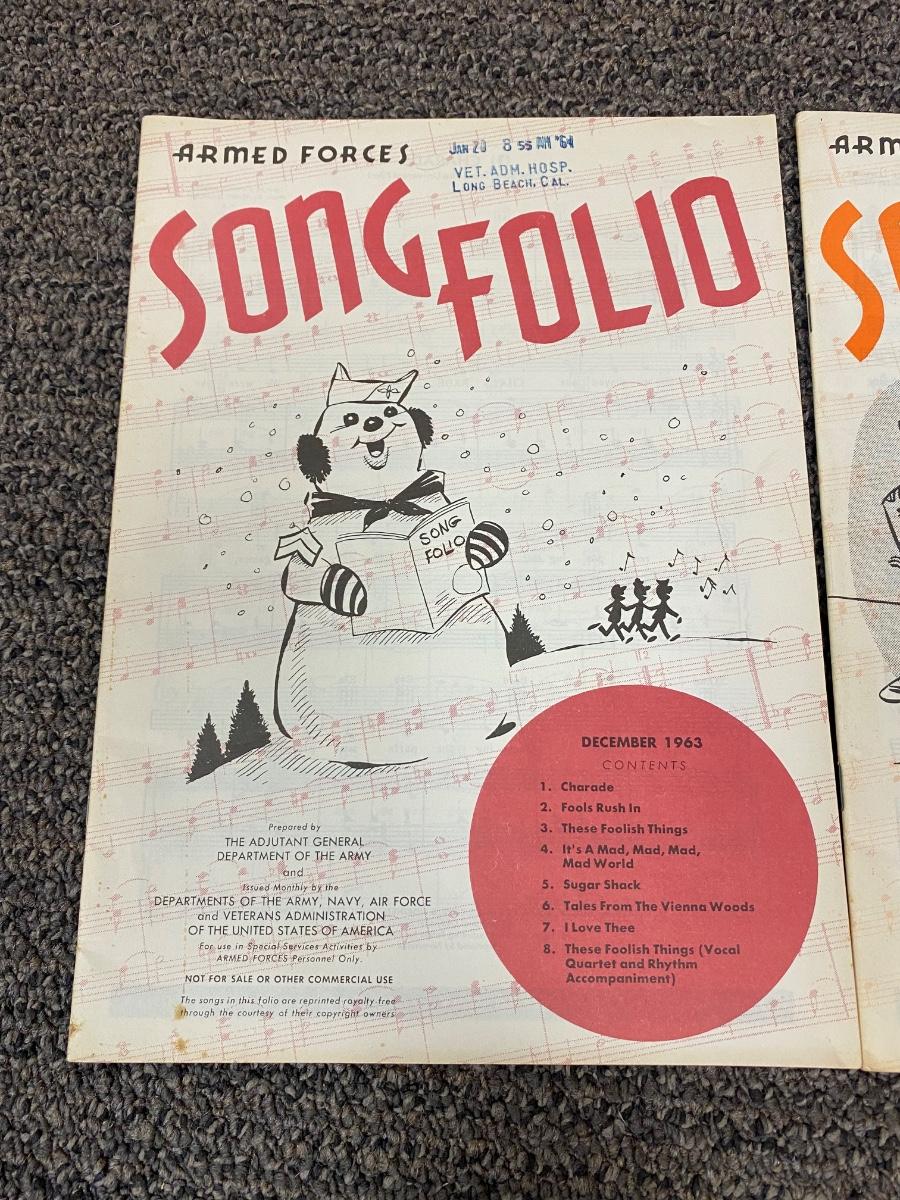 ARMED FORCES
JAN 20 8 55 AM '64
VET. ADM. HOSP.
LONG BEACH, CAL.
SONG FOLIO
SONG
FOLIO
DECEMBER 1963
CONTENTS
1. Charade
2. Fools Rush In
3. These Foolish Things
4. It's A Mad, Mad, Mad,
Mad World
5. Sugar Shack
6. Tales From The Vienna Woods
7. I Love Thee
8. These Foolish Things (Vocal
Quartet and Rhythm
Accompaniment)
Prepared by
THE ADJUTANT GENERAL
DEPARTMENT OF THE ARMY
and
Issued Monthly by the
DEPARTMENTS OF THE ARMY, NAVY, AIR FORCE
and VETERANS ADMINISTRATION
OF THE UNITED STATES OF AMERICA
For use in Special Services Activities by
ARMED FORCES Personnel Only.
NOT FOR SALE OR OTHER COMMERCIAL USE
The songs in this folio are reprinted royalty-free
through the courtesy of their copyright owners
ARM
S